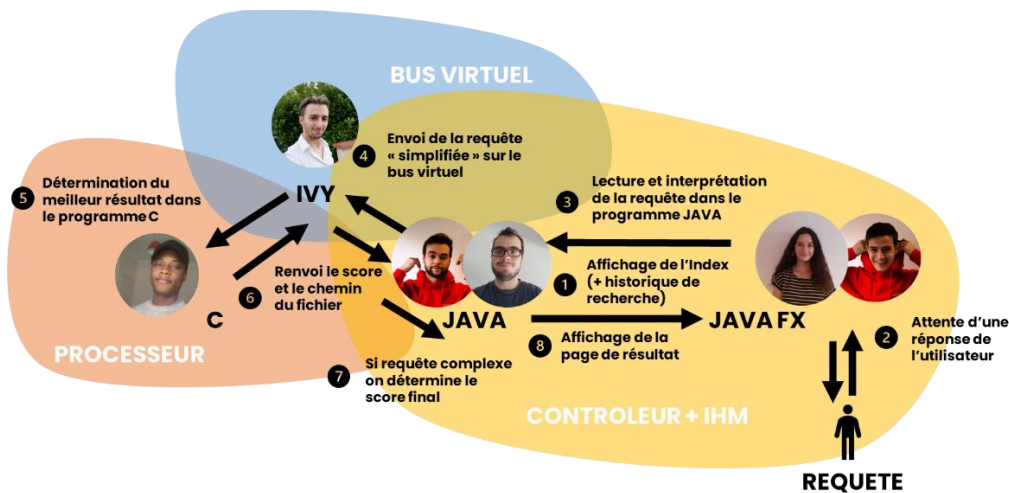 BUS VIRTUEL
4
Envoi de la requête
« simplifiée » sur le
bus virtuel
5
Détermination du
meilleur résultat dans
le programme C
IVY
3
Lecture et interprétation
de la requête dans le
programme JAVA
6
Renvoi le score
et le chemin
du fichier
1
Affichage de l'Index
(+ historique de
recherche)
C
JAVA
JAVA FX
2
Attente d'une
réponse de
l'utilisateur
PROCESSEUR
8
Affichage de la
page de résultat
7
Si requête complexe
on détermine le
score final
CONTROLEUR + IHM
REQUETE